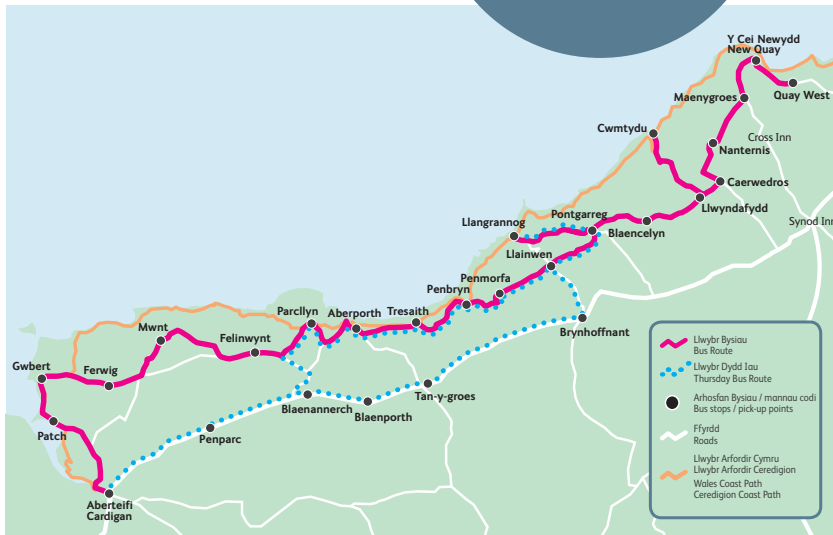 Y Cei Newydd
New Quay
Quay West
Maenygroes
Cwmtydu
Cross Inn
Nanternis
Caerwedros
Llwyndafydd
Synod Inn
Pontgarreg
Blaencelyn
Llangrannog
Llainwen
Penmorfa
Penbryn
Brynhoffnant
Parcllyn
Aberporth
Tresaith
Mwnt
Felinwynt
Gwbert
Ferwig
Tan-y-groes
Blaenannerch
Blaenporth
Patch
Penparc
Aberteifi
Cardigan
Llwybr Bysiau
Bus Route
Llwybr Dydd Iau
Thursday Bus Route
Arhosfan Bysiau / mannau codi
Bus stops / pick-up points
Ffyrdd
Roads
Llwybr Arfordir Cymru
Llwybr Arfordir Ceredigion
Wales Coast Path
Ceredigion Coast Path